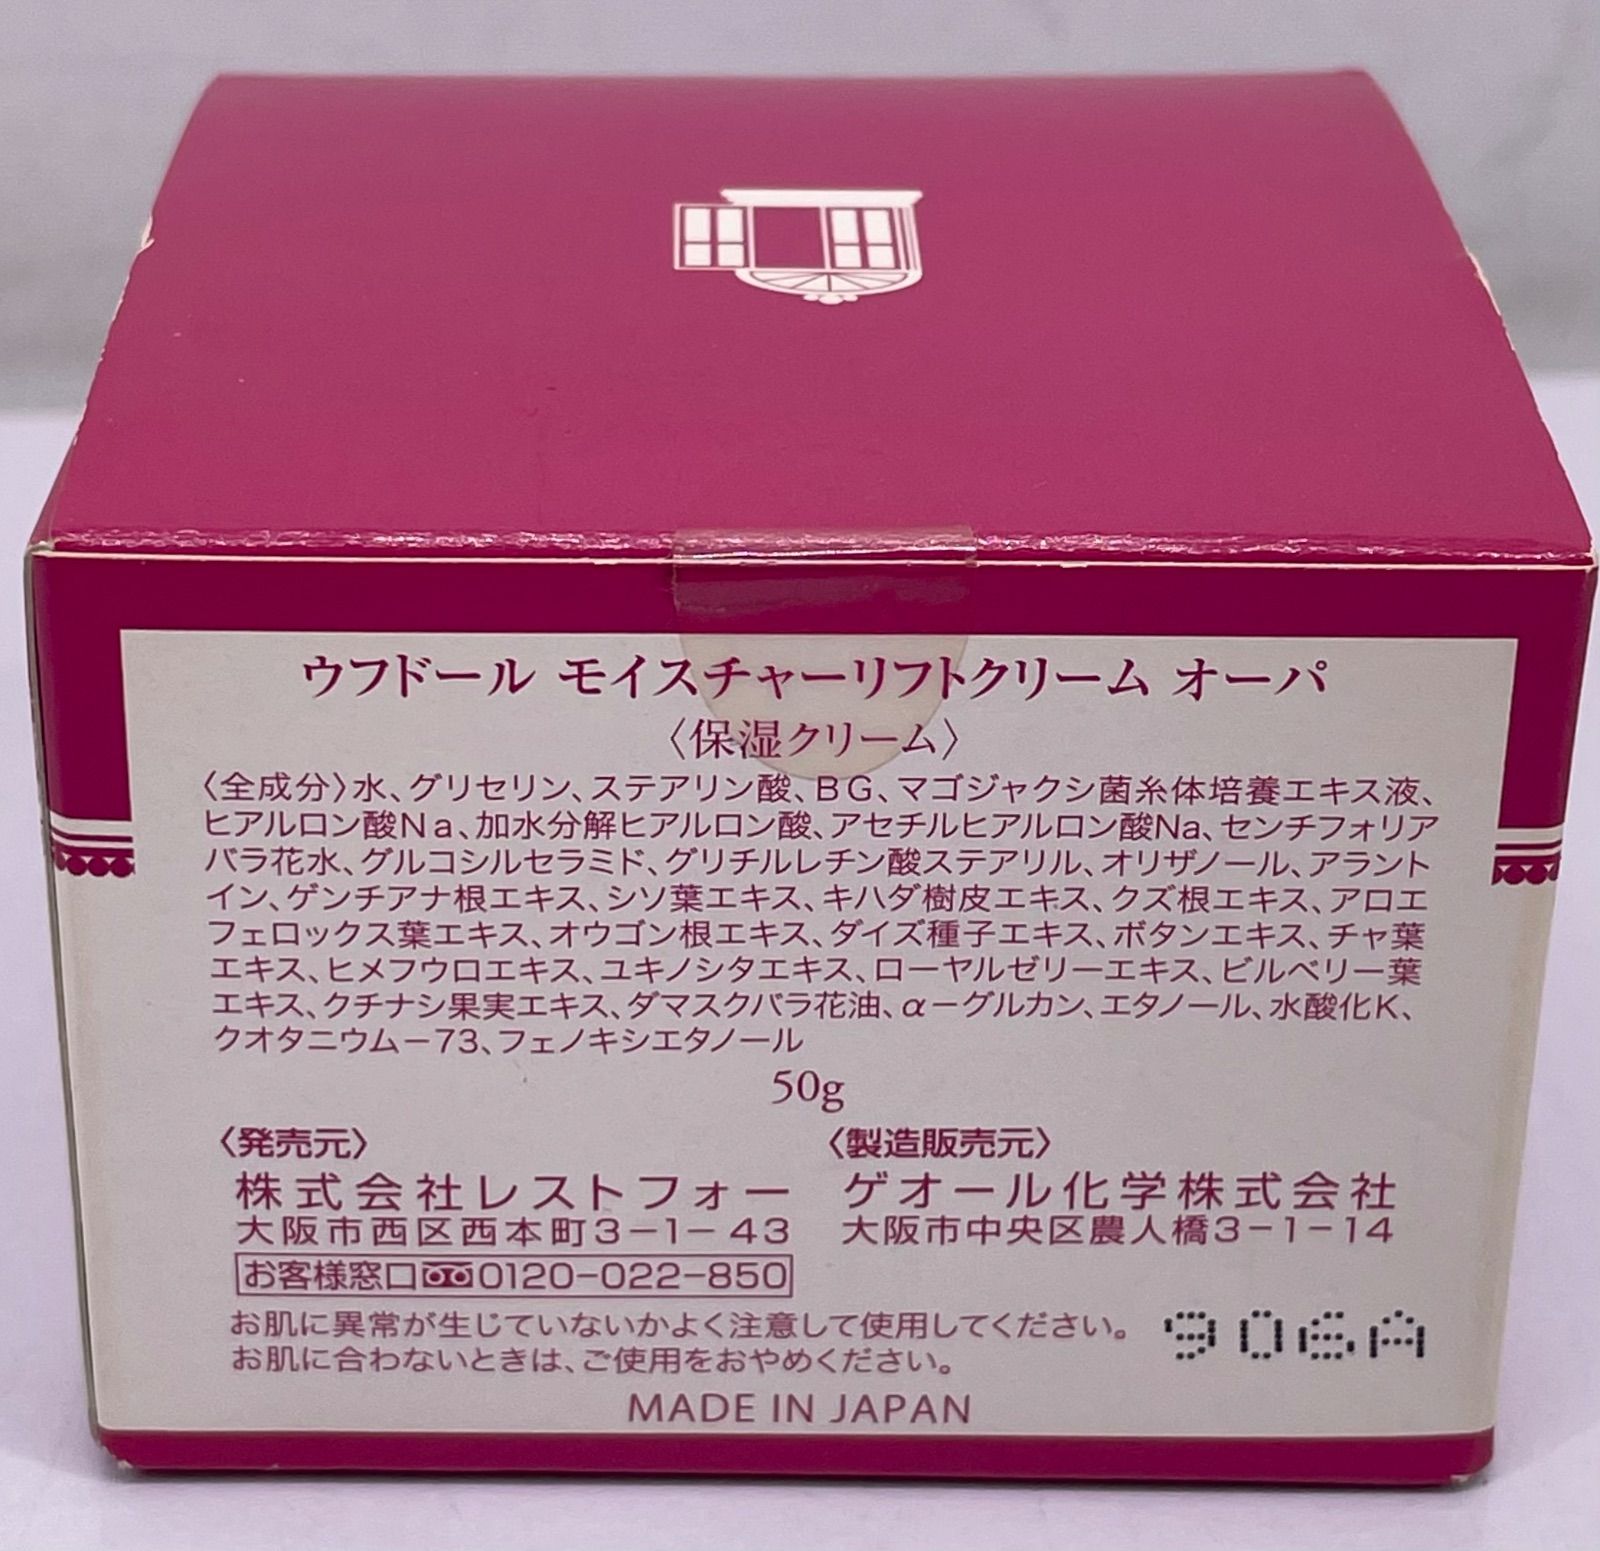 ウフドール モイスチャーリフトクリーム オーパ
〈保湿クリーム〉
〈全成分〉水、グリセリン、ステアリン酸、BG、マゴジャクシ菌糸体培養エキス液、
ヒアルロン酸Na、加水分解ヒアルロン酸、アセチルヒアルロン酸Na、センチフォリア
バラ花水、グルコシルセラミド、グリチルレチン酸ステアリル、オリザノール、アラント
イン、ゲンチアナ根エキス、シソ葉エキス、キハダ樹皮エキス、クズ根エキス、アロエ
フェロックス葉エキス、オウゴン根エキス、ダイズ種子エキス、ボタンエキス、チャ葉
エキス、ヒメフウロエキス、ユキノシタエキス、ローヤルゼリーエキス、ビルベリー葉
エキス、クチナシ果実エキス、ダマスクバラ花油、α－グルカン、エタノール、水酸化K、
クオタニウム－73、フェノキシエタノール
50g
〈発売元〉
株式会社レストフォー
大阪市西区西本町3－1－43
お客様窓口 0120-022-850
〈製造販売元〉
ゲオール化学株式会社
大阪市中央区農人橋3－1－14
お肌に異常が生じていないかよく注意して使用してください。
お肌に合わないときは、ご使用をおやめください。
906A
MADE IN JAPAN